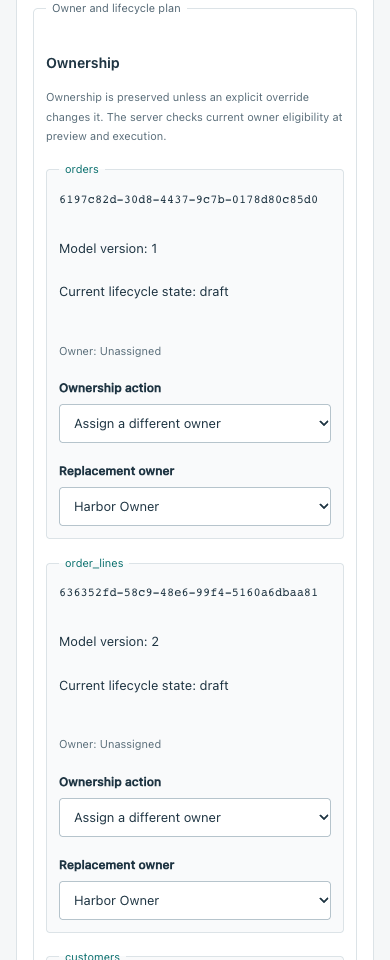 Owner and lifecycle plan
Ownership
Ownership is preserved unless an explicit override
changes it. The server checks current owner eligibility at
preview and execution.
orders
6197c82d-30d8-4437-9c7b-0178d80c85d0
Model version: 1
Current lifecycle state: draft
Owner: Unassigned
Ownership action
Assign a different owner
Replacement owner
Harbor Owner
order_lines
636352fd-58c9-48e6-99f4-5160a6dbaa81
Model version: 2
Current lifecycle state: draft
Owner: Unassigned
Ownership action
Assign a different owner
Replacement owner
Harbor Owner
customers